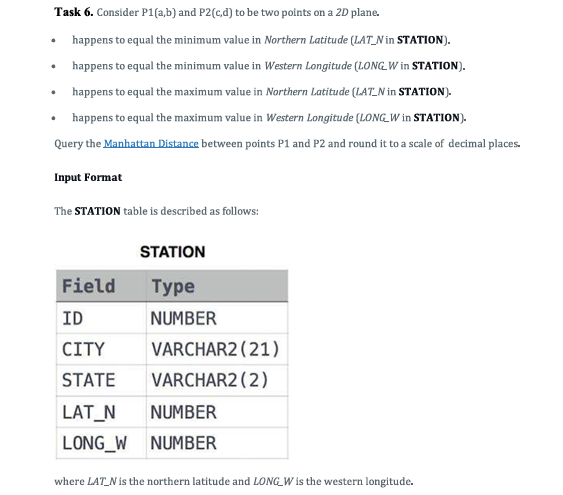 Task 6. Consider P1(a,b) and P2(c,d) to be two points on a 2D plane.
• happens to equal the minimum value in Northern Latitude (LAT_N in STATION).
• happens to equal the minimum value in Western Longitude (LONG_W in STATION).
• happens to equal the maximum value in Northern Latitude (LAT_N in STATION).
• happens to equal the maximum value in Western Longitude (LONG_W in STATION).
Query the Manhattan Distance between points P1 and P2 and round it to a scale of decimal places.
Input Format
The STATION table is described as follows:
STATION
Field Type
ID NUMBER
CITY VARCHAR2(21)
STATE VARCHAR2(2)
LAT_N NUMBER
LONG_W NUMBER
where LAT_N is the northern latitude and LONG_W is the western longitude.